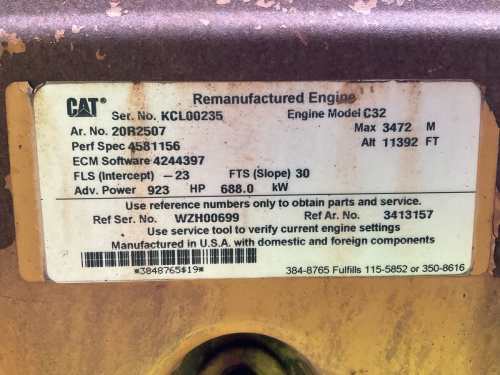 CAT® Remanufactured Engine
Ser. No. KCL00235 Engine Model C32
Ar. No. 20R2507 Max 3472 M
Perf Spec 4581156 Alt 11392 FT
ECM Software 4244397
FLS (Intercept) -23 FTS (Slope) 30
Adv. Power 923 HP 688.0 kW
Use reference numbers only to obtain parts and service.
Ref Ser. No. WZH00699 Ref Ar. No. 3413157
Use service tool to verify current engine settings
Manufactured in U.S.A. with domestic and foreign components
*3848765$19*
384-8765 Fulfills 115-5852 or 350-8616